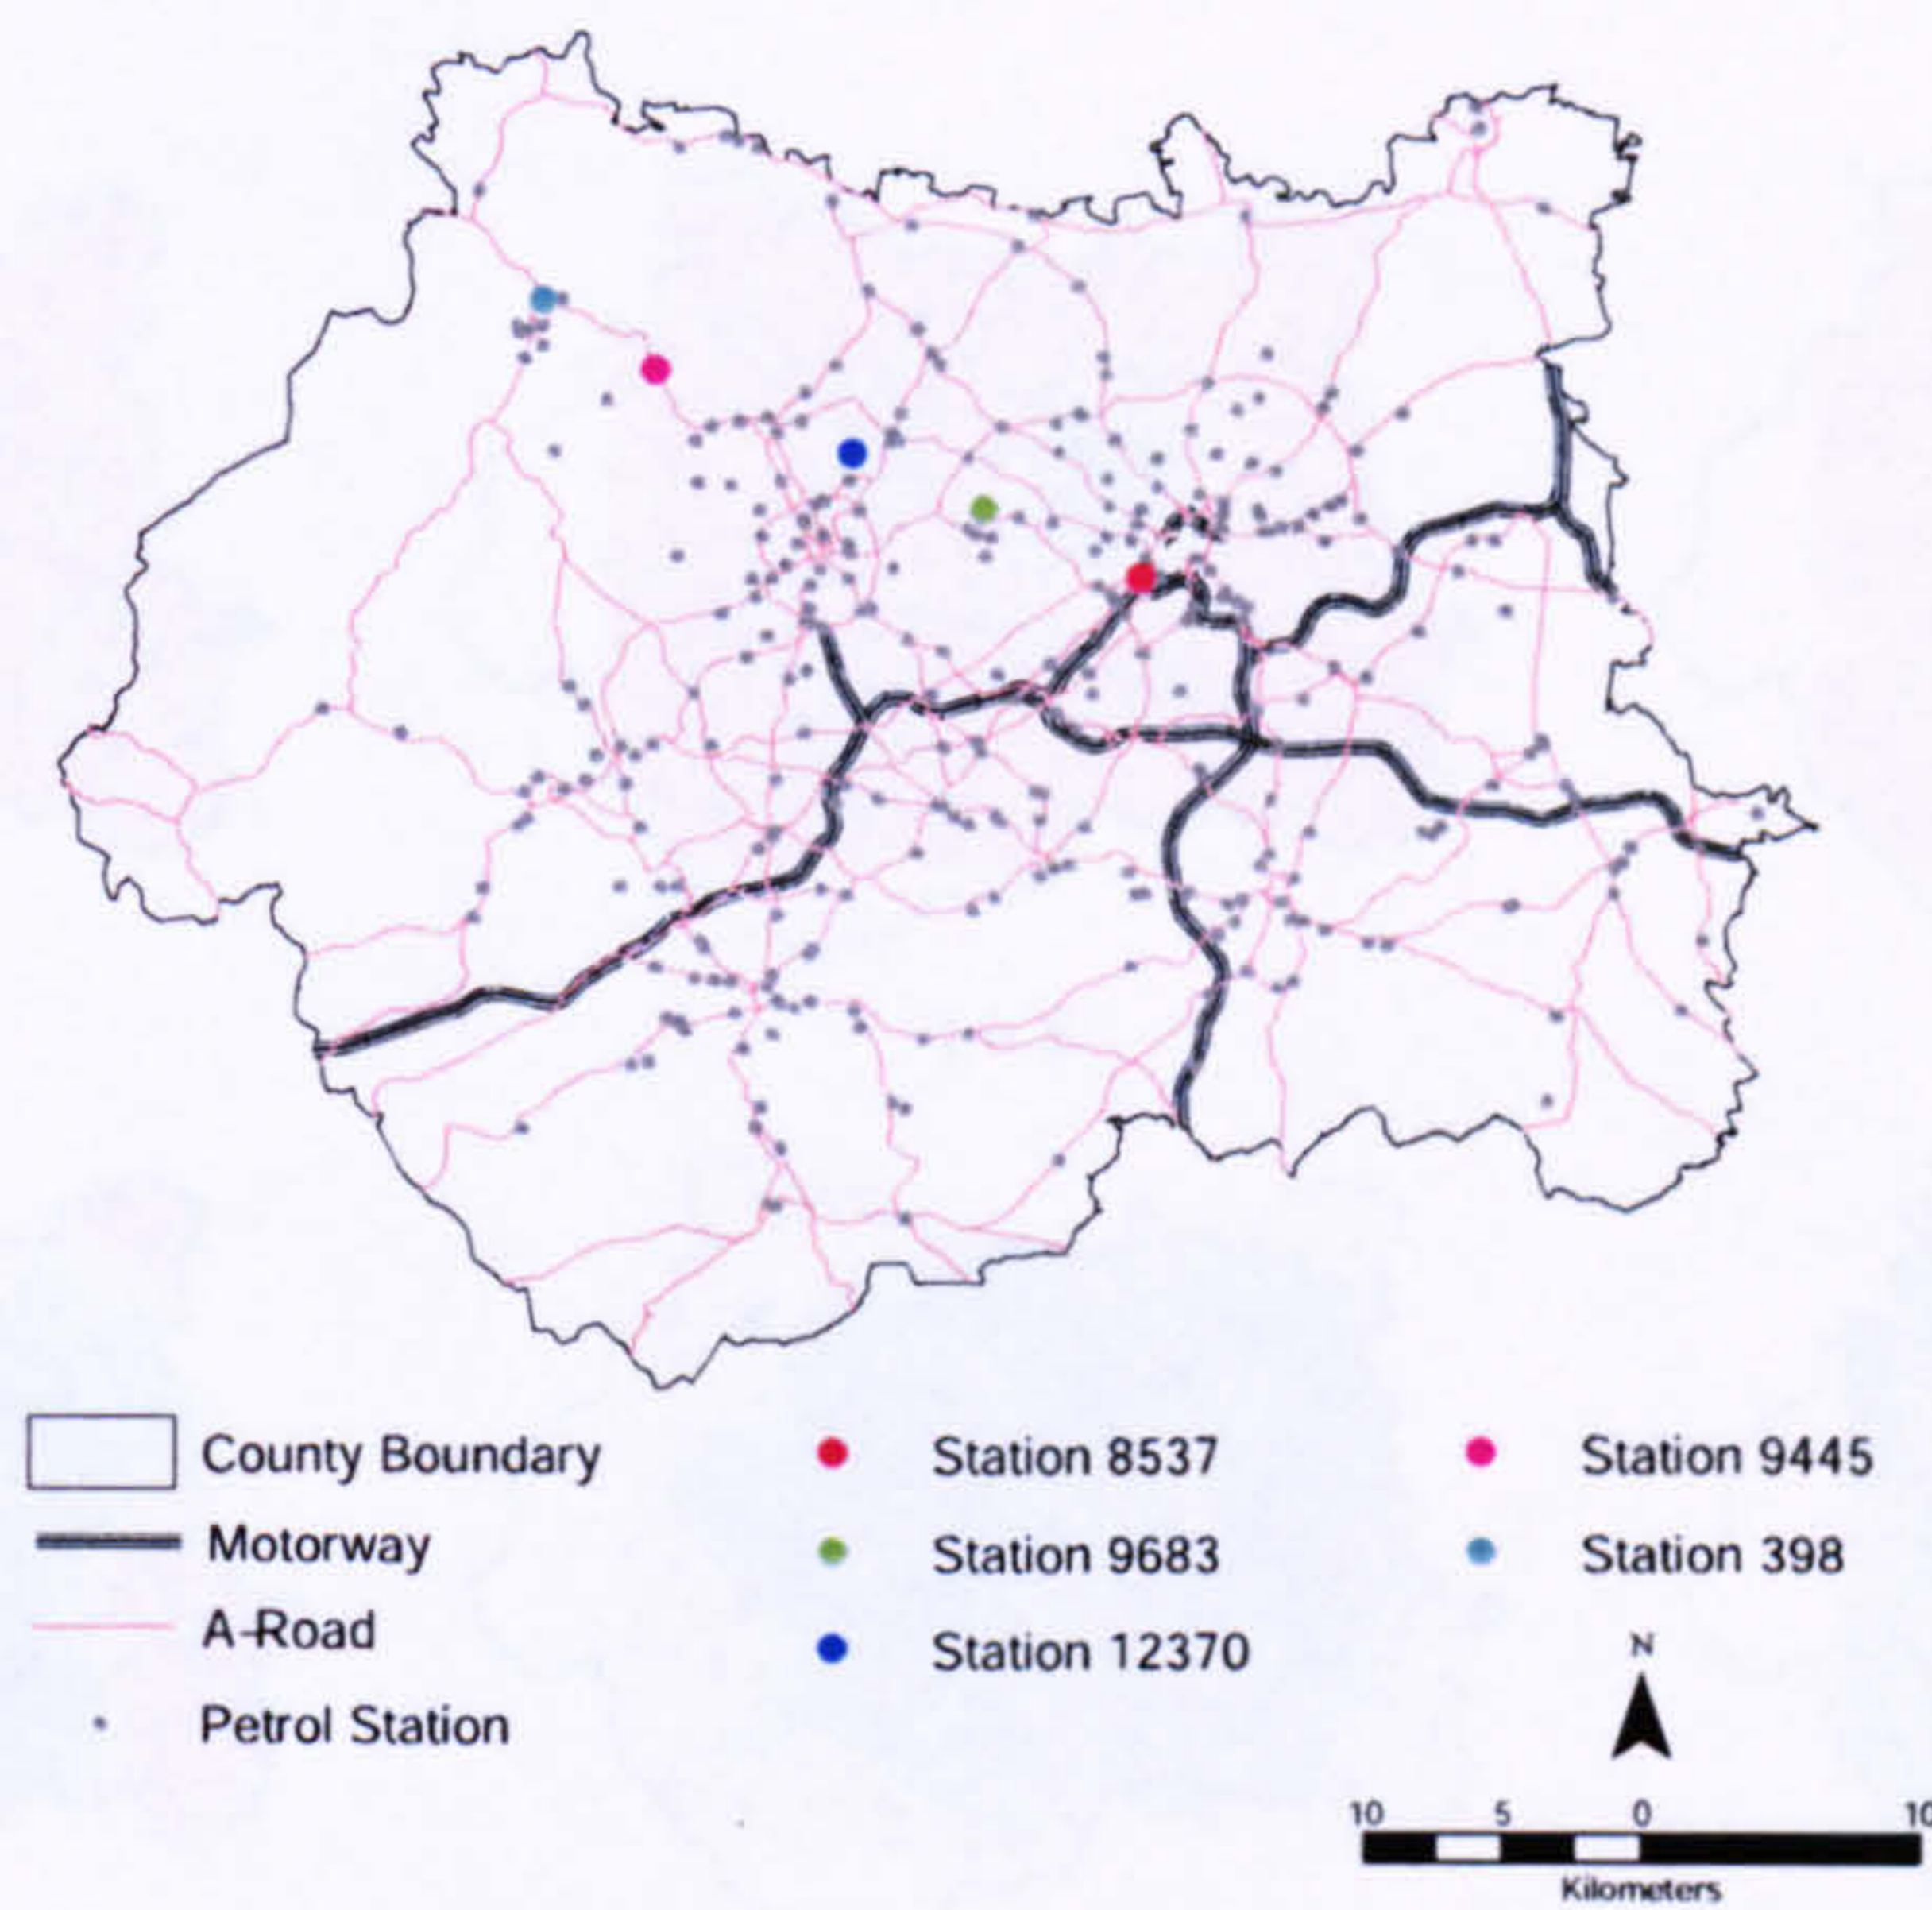 County Boundary
Motorway
A-Road
Petrol Station
Station 8537
Station 9683
Station 12370
Station 9445
Station 398
N
10 5 0 10
Kilometers